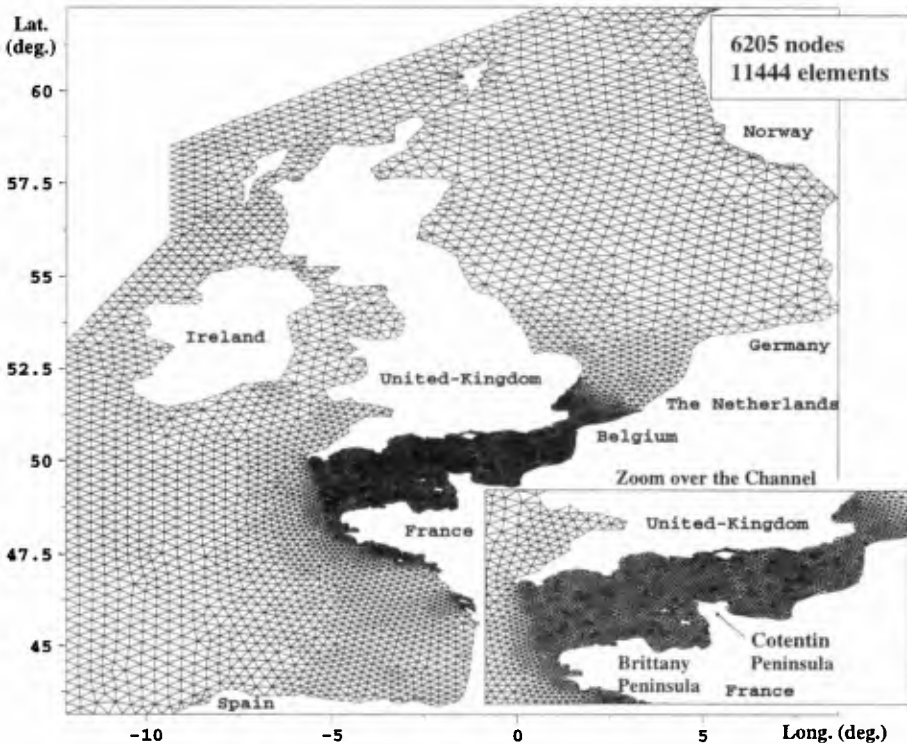 Lat.
(deg.)
6205 nodes
11444 elements
60
Norway
57.5
55
Ireland
Germany
52.5
United-Kingdom
The Netherlands
Belgium
50
Zoom over the Channel
France
United-Kingdom
47.5
Cotentin
Peninsula
45
Brittany
Peninsula
France
Spain
-10
-5
0
5
Long. (deg.)